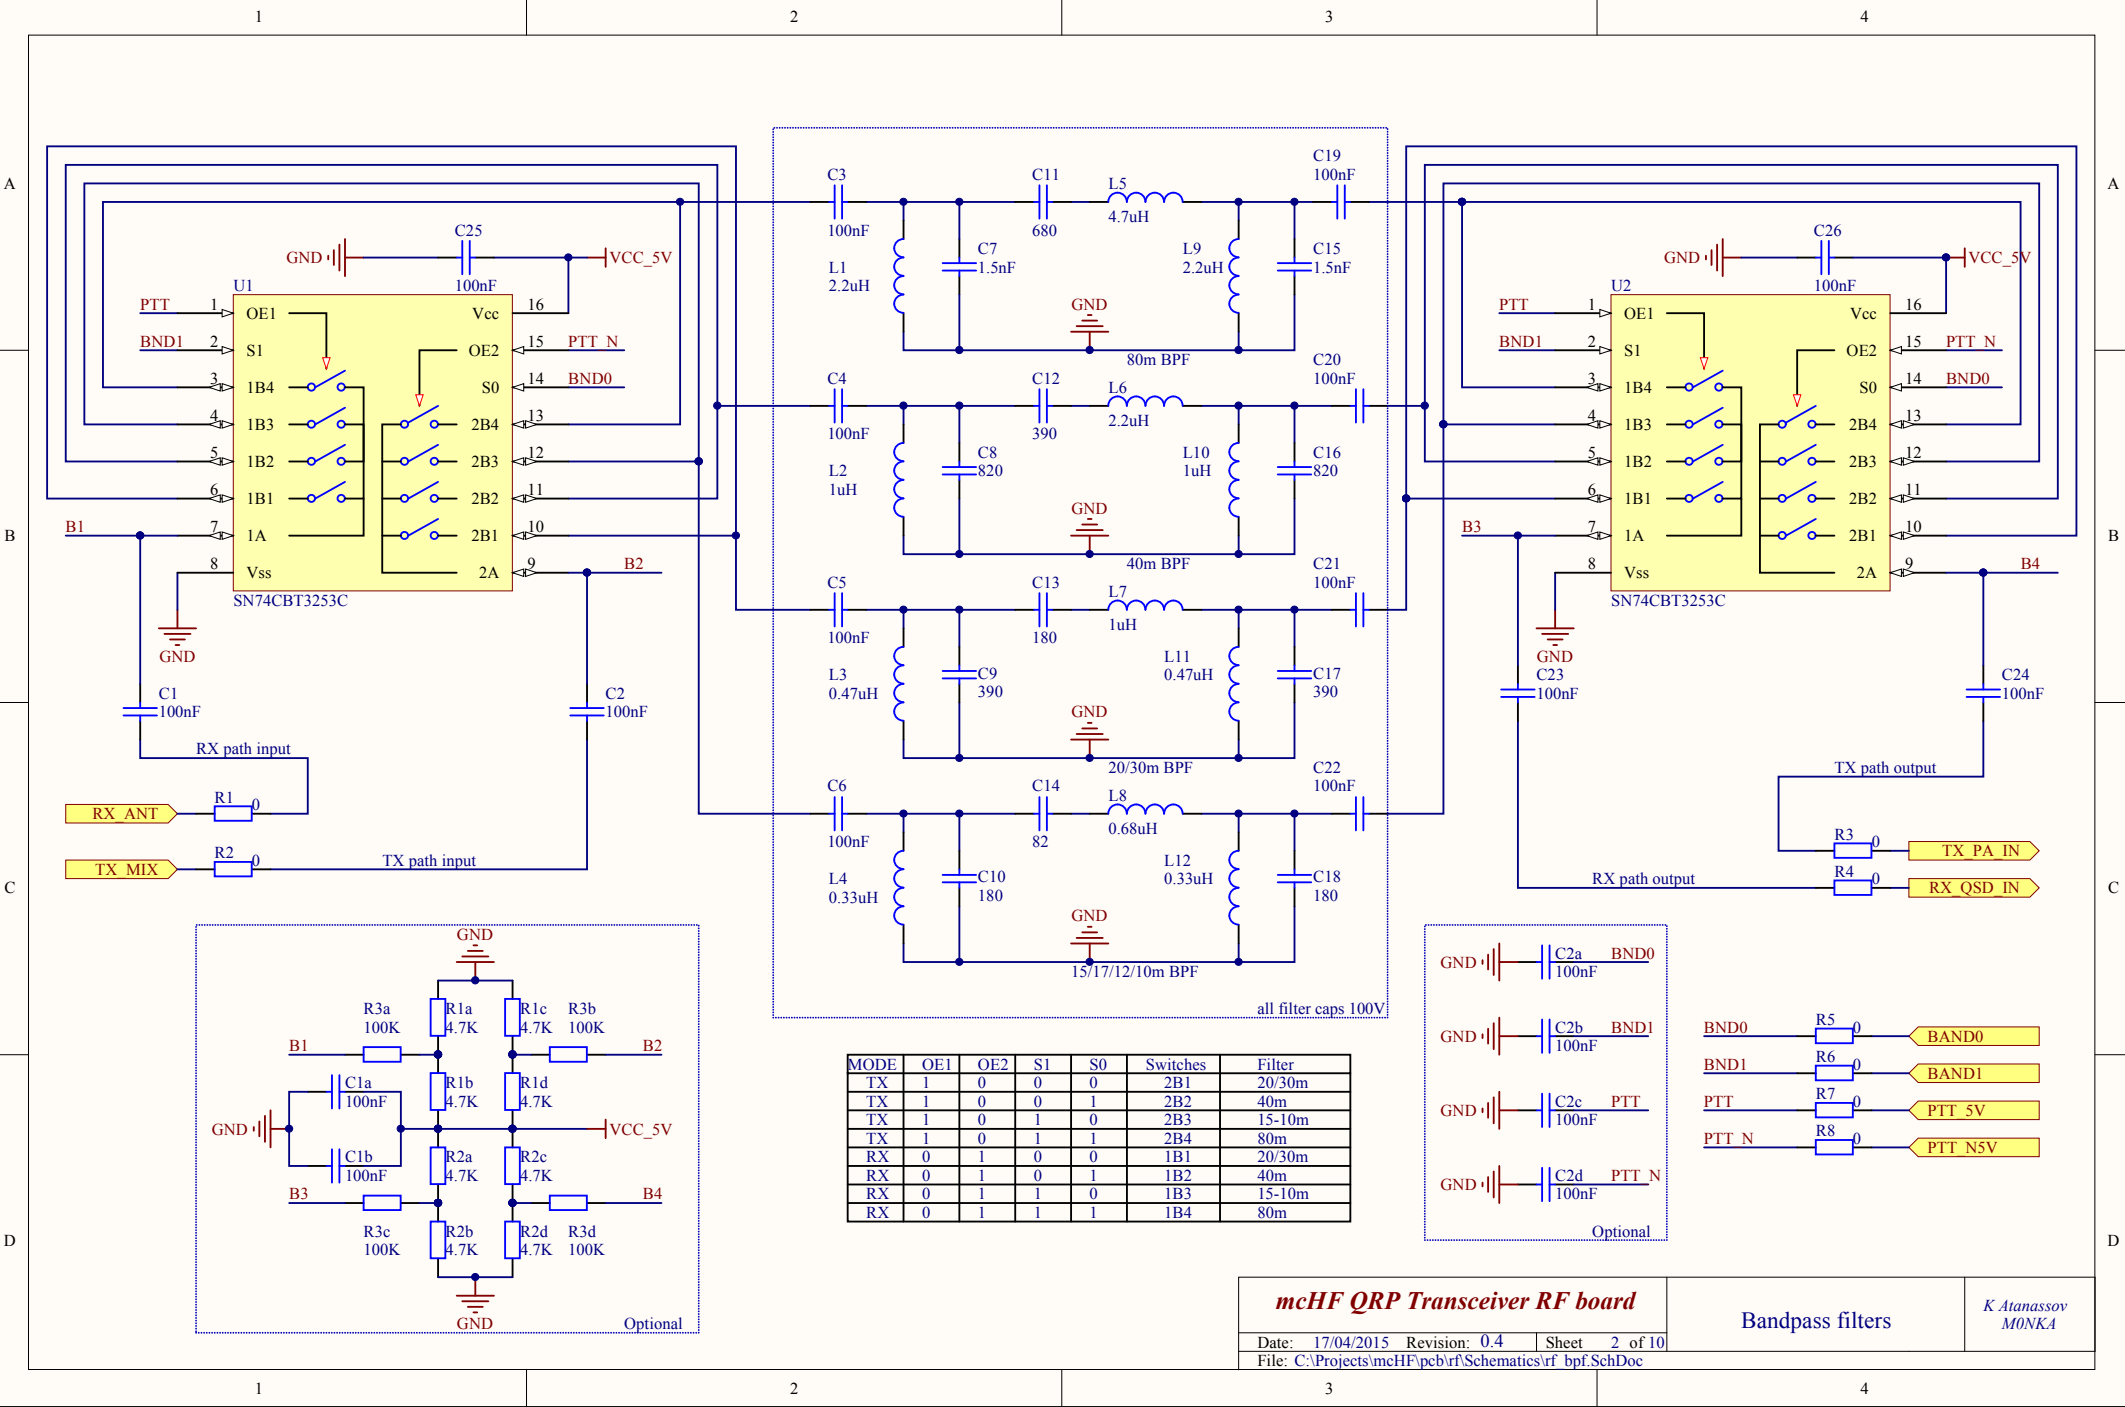 1 2 3 4
A A
B B
C C
D D
1 2 3 4
GND
C25
100nF
VCC_5V
U1
PTT
BND1
1
2
3
4
5
6
7
8
OE1
S1
1B4
1B3
1B2
1B1
1A
Vss
Vcc
OE2
S0
2B4
2B3
2B2
2B1
2A
16
15
14
13
12
11
10
9
PTT_N
BND0
SN74CBT3253C
B1
B2
GND
C1
100nF
C2
100nF
RX path input
RX_ANT
R1
0
TX_MIX
R2
0
TX path input
C3
100nF
L1
2.2uH
C7
1.5nF
C11
680
L5
4.7uH
L9
2.2uH
C15
1.5nF
C19
100nF
GND
80m BPF
C4
100nF
L2
1uH
C8
820
C12
390
L6
2.2uH
L10
1uH
C16
820
C20
100nF
GND
40m BPF
C5
100nF
L3
0.47uH
C9
390
C13
180
L7
1uH
L11
0.47uH
C17
390
C21
100nF
GND
20/30m BPF
C6
100nF
L4
0.33uH
C10
180
C14
82
L8
0.68uH
L12
0.33uH
C18
180
C22
100nF
GND
15/17/12/10m BPF
all filter caps 100V
GND
C26
100nF
VCC_5V
U2
PTT
BND1
1
2
3
4
5
6
7
8
OE1
S1
1B4
1B3
1B2
1B1
1A
Vss
Vcc
OE2
S0
2B4
2B3
2B2
2B1
2A
16
15
14
13
12
11
10
9
PTT_N
BND0
SN74CBT3253C
B3
B4
GND
C23
100nF
C24
100nF
TX path output
R3
0
TX_PA_IN
RX path output
R4
0
RX_QSD_IN
GND
R3a
100K
R1a
4.7K
R1c
4.7K
R3b
100K
B1
B2
C1a
100nF
R1b
4.7K
R1d
4.7K
GND
VCC_5V
C1b
100nF
R2a
4.7K
R2c
4.7K
B3
B4
R3c
100K
R2b
4.7K
R2d
4.7K
R3d
100K
GND
Optional
MODE OE1 OE2 S1 S0 Switches Filter
TX 1 0 0 0 2B1 20/30m
TX 1 0 0 1 2B2 40m
TX 1 0 1 0 2B3 15-10m
TX 1 0 1 1 2B4 80m
RX 0 1 0 0 1B1 20/30m
RX 0 1 0 1 1B2 40m
RX 0 1 1 0 1B3 15-10m
RX 0 1 1 1 1B4 80m
GND C2a BND0
100nF
GND C2b BND1
100nF
GND C2c PTT
100nF
GND C2d PTT_N
100nF
Optional
BND0 R5 0 BAND0
BND1 R6 0 BAND1
PTT R7 0 PTT_5V
PTT_N R8 0 PTT_N5V
mcHF QRP Transceiver RF board
Bandpass filters
K Atanassov
M0NKA
Date: 17/04/2015 Revision: 0.4 Sheet 2 of 10
File: C:\Projects\mcHF\pcb\rf\Schematics\rf_bpf.SchDoc